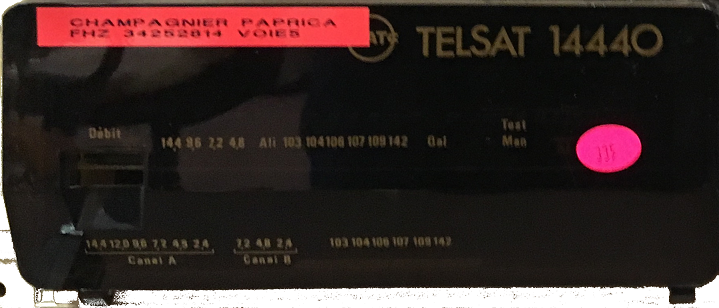 CHAMPAGNIER PAPRICA
FHZ 34252814 VOIE5
TELSAT 14440
Débit
14,4 9,6 7,2 4,8 Ali 103 104 106 107 109 142 Gal
Test
Man
335
14,4 12,0 9,6 7,2 4,8 2,4
7,2 4,8 2,4
103 104 106 107 109 142
Canal A
Canal B